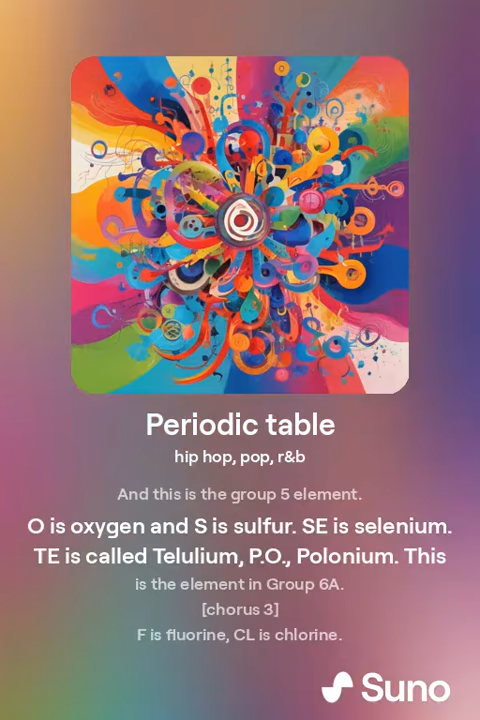 Periodic table
hip hop, pop, r&b
And this is the group 5 element.
O is oxygen and S is sulfur. SE is selenium.
TE is called Telulium, P.O., Polonium. This
is the element in Group 6A.
[chorus 3]
F is fluorine, CL is chlorine.
Suno